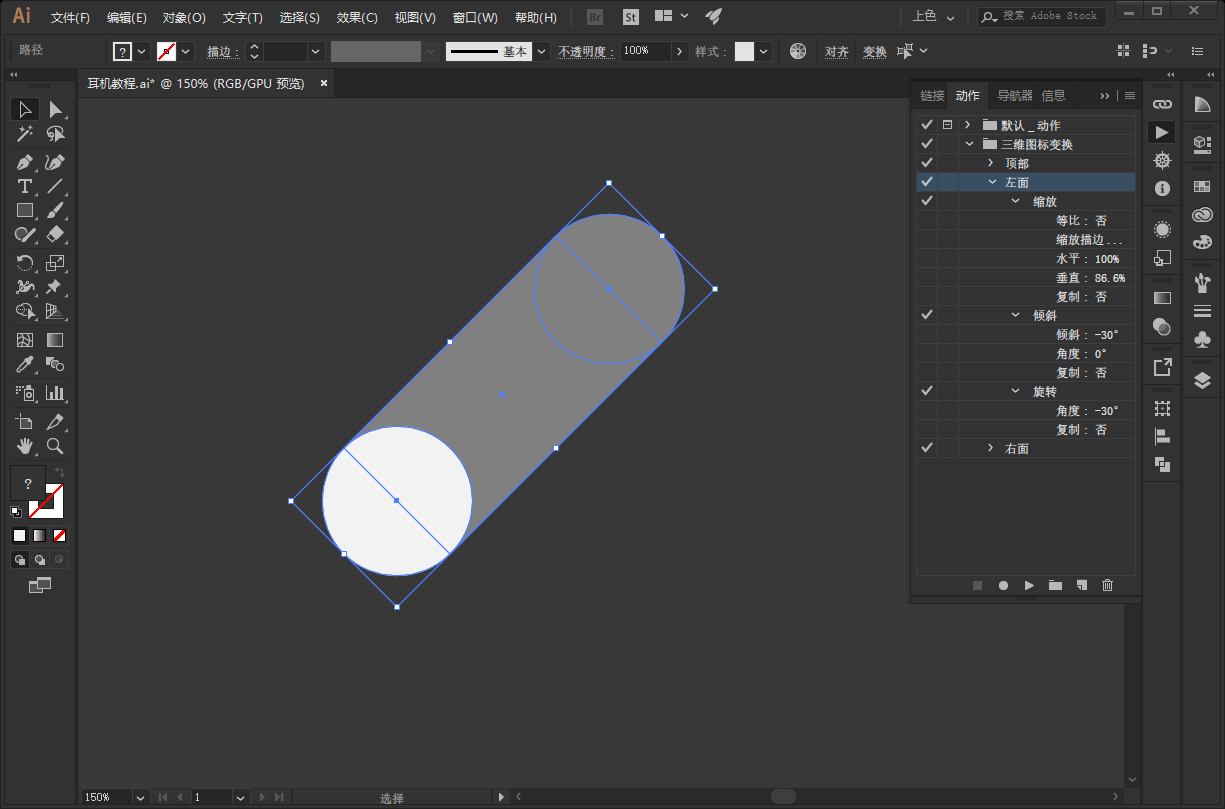 Ai 文件(F) 编辑(E) 对象(O) 文字(T) 选择(S) 效果(C) 视图(V) 窗口(W) 帮助(H) Br St 上色 搜索 Adobe Stock
路径 ? 描边： 基本 不透明度： 100% 样式： 对齐 变换
耳机教程.ai* @ 150% (RGB/GPU 预览) ×
链接 动作 导航器 信息
默认_动作
三维图标变换
顶部
左面
缩放
等比：否
缩放描边...
水平：100%
垂直：86.6%
复制：否
倾斜
倾斜：-30°
角度：0°
复制：否
旋转
角度：-30°
复制：否
右面
T
?
150% 1 选择